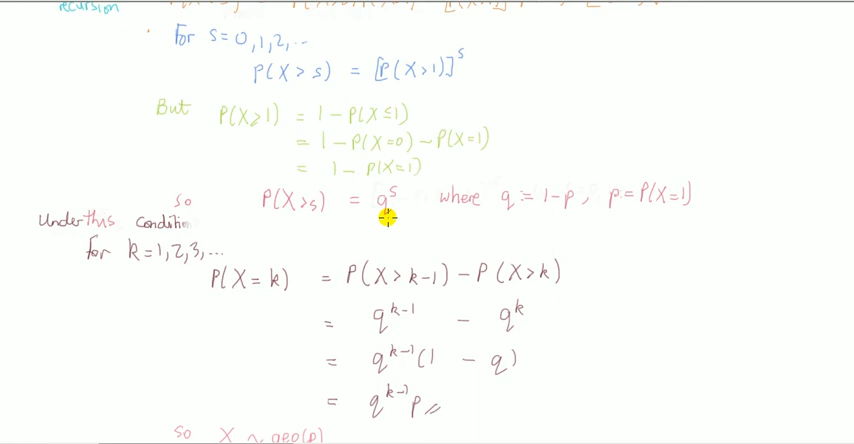 recursion
For s = 0,1,2,...
P(X > s) = [P(X>1)]^s
But P(X>1) = 1 - P(X ≤ 1)
= 1 - P(X=0) - P(X=1)
= 1 - P(X=1)
so P(X>s) = q^s where q := 1-p, p = P(X=1)
Under this condition
for k=1,2,3,...
P(X = k) = P(X > k-1) - P(X > k)
= q^{k-1} - q^k
= q^{k-1}(1 - q)
= q^{k-1} p //
so X ~ geo(p)